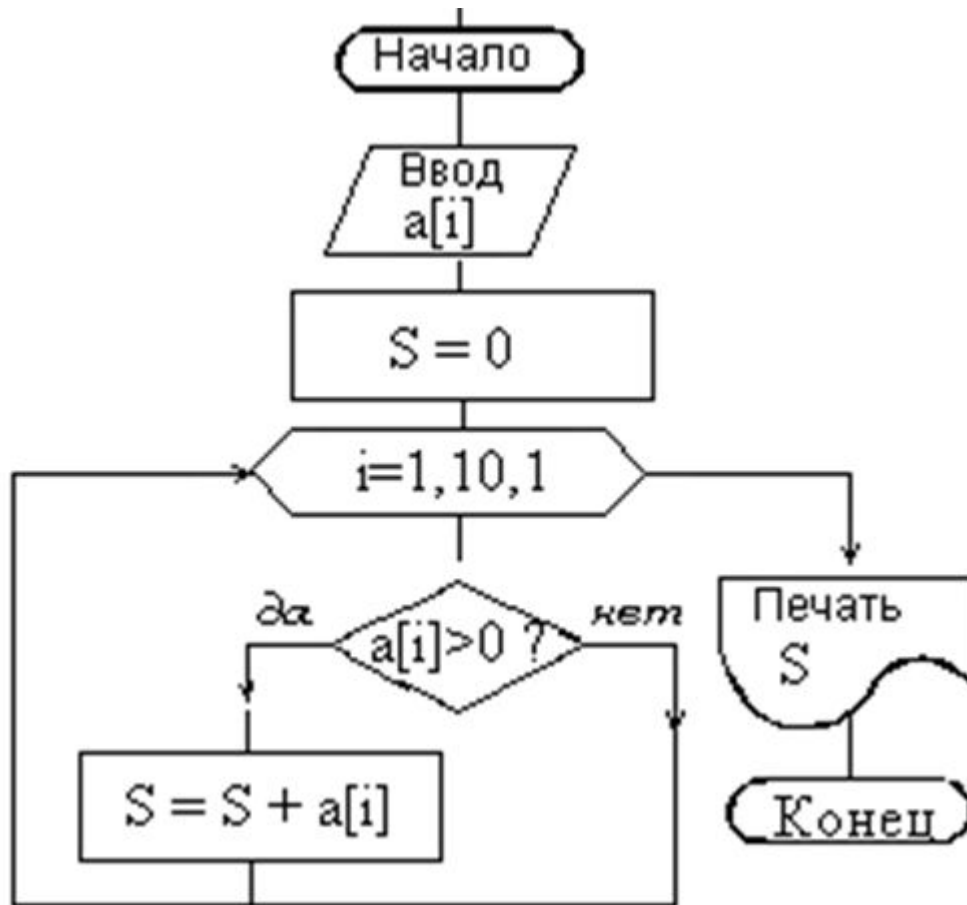 Начало
Ввод
a[i]
S = 0
i=1,10,1
да
a[i]>0 ?
нет
S = S + a[i]
Печать
S
Конец